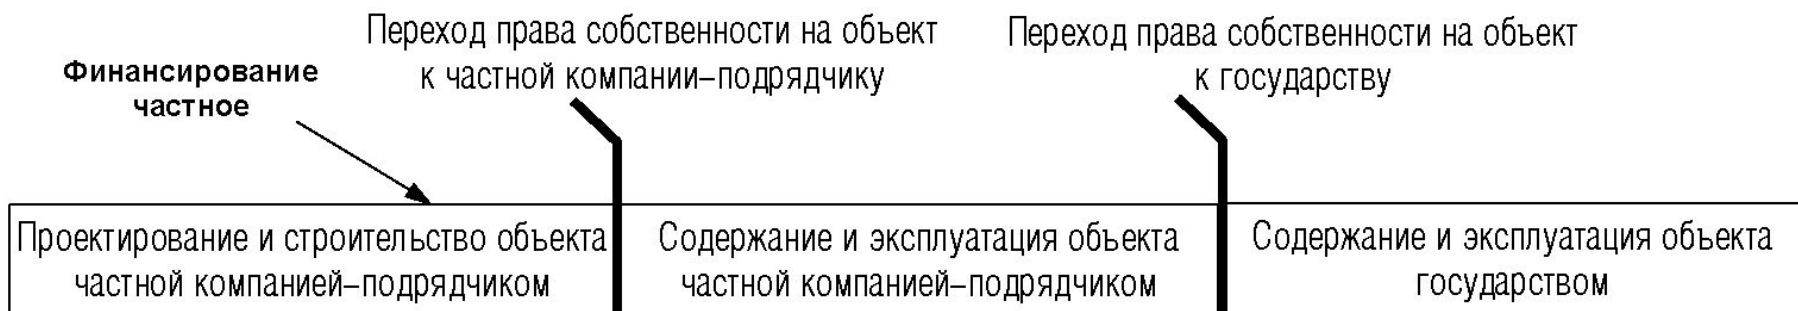 Финансирование
частное
Переход права собственности на объект
к частной компании–подрядчику
Переход права собственности на объект
к государству
Проектирование и строительство объекта
частной компанией–подрядчиком
Содержание и эксплуатация объекта
частной компанией–подрядчиком
Содержание и эксплуатация объекта
государством